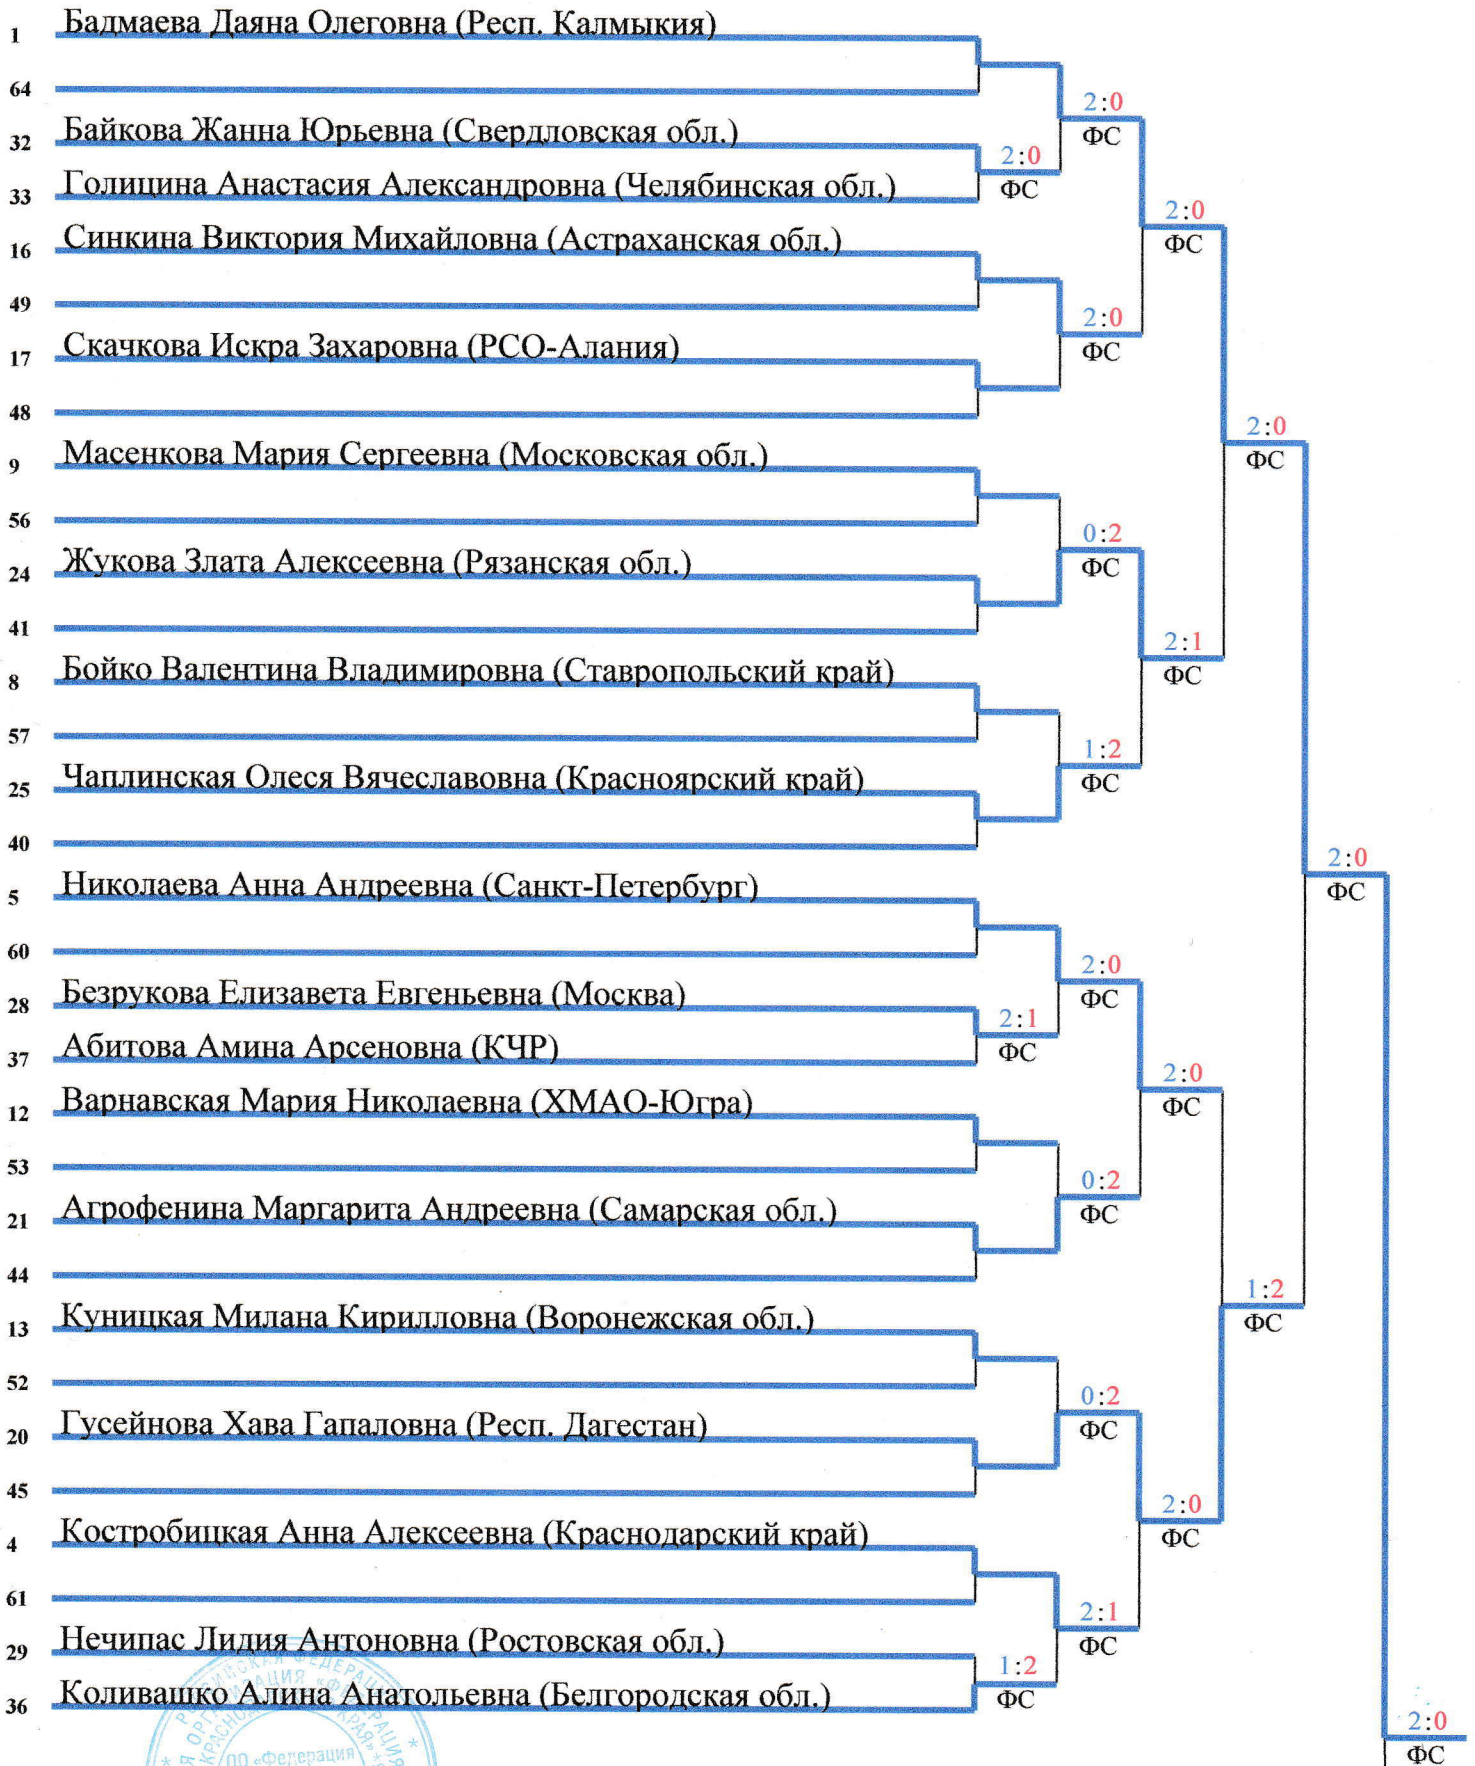 1 Бадмаева Даяна Олеговна (Респ. Калмыкия)
64
2:0
ФС
32 Байкова Жанна Юрьевна (Свердловская обл.)
2:0
ФС
33 Голицина Анастасия Александровна (Челябинская обл.)
2:0
ФС
16 Синкина Виктория Михайловна (Астраханская обл.)
49
2:0
ФС
17 Скачкова Искра Захаровна (РСО-Алания)
48
2:0
ФС
9 Масенкова Мария Сергеевна (Московская обл.)
56
0:2
ФС
24 Жукова Злата Алексеевна (Рязанская обл.)
41
2:1
ФС
8 Бойко Валентина Владимировна (Ставропольский край)
57
1:2
ФС
25 Чаплинская Олеся Вячеславовна (Красноярский край)
40
2:0
ФС
5 Николаева Анна Андреевна (Санкт-Петербург)
60
2:0
ФС
28 Безрукова Елизавета Евгеньевна (Москва)
2:1
ФС
37 Абитова Амина Арсеновна (КЧР)
2:0
ФС
12 Варнавская Мария Николаевна (ХМАО-Югра)
53
0:2
ФС
21 Агрофенина Маргарита Андреевна (Самарская обл.)
44
1:2
ФС
13 Куницкая Милана Кирилловна (Воронежская обл.)
52
0:2
ФС
20 Гусейнова Хава Гапаловна (Респ. Дагестан)
45
2:0
ФС
4 Костробицкая Анна Алексеевна (Краснодарский край)
61
2:1
ФС
29 Нечипас Лидия Антоновна (Ростовская обл.)
1:2
ФС
36 Коливашко Алина Анатольевна (Белгородская обл.)
2:0
ФС
ОО «Федерация